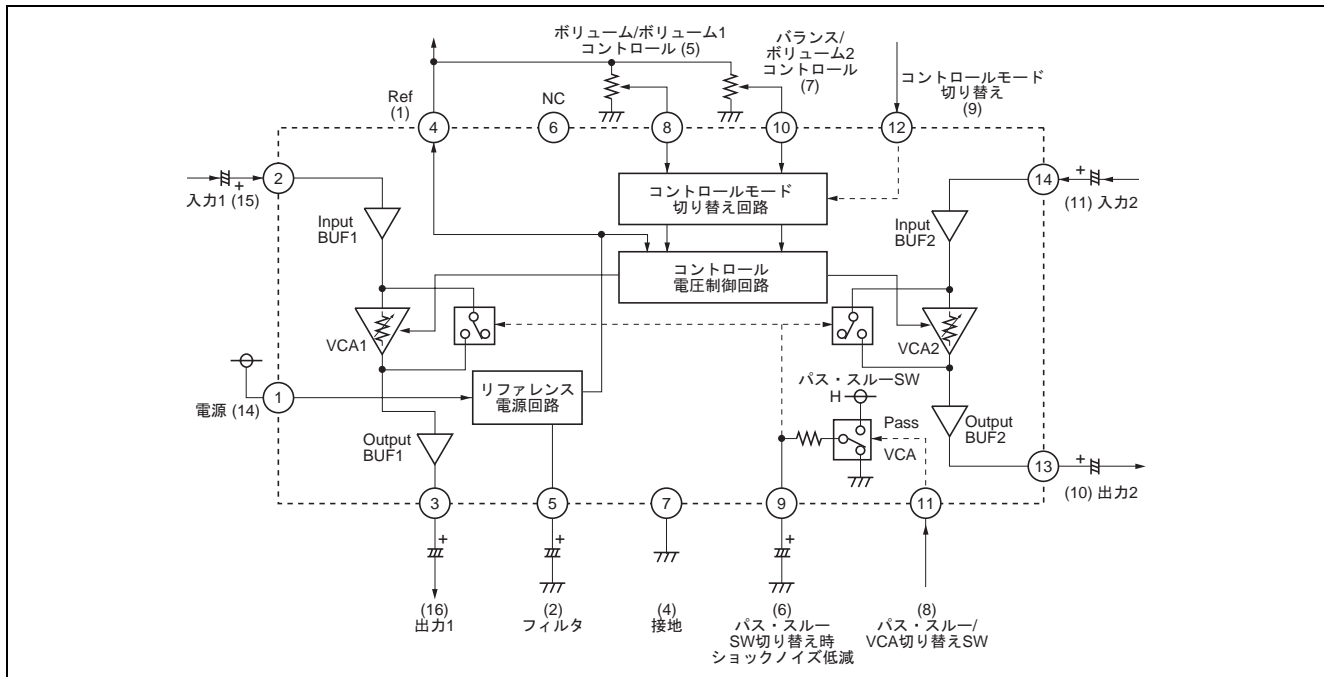 ボリューム/ボリューム1
コントロール (5)
バランス/
ボリューム2
コントロール
(7)
コントロールモード
切り替え
(9)
Ref
(1)
NC
4
6
8
10
12
2
入力1 (15)
14
(11) 入力2
コントロールモード
切り替え回路
Input
BUF1
Input
BUF2
コントロール
電圧制御回路
VCA1
VCA2
リファレンス
電源回路
パス・スルーSW
H
1
電源 (14)
Pass
VCA
Output
BUF1
Output
BUF2
13
(10) 出力2
3
5
7
9
11
+
+
+
+
+
+
(16)
出力1
(2)
フィルタ
(4)
接地
(6)
パス・スルー
SW切り替え時
ショックノイズ低減
(8)
パス・スルー/
VCA切り替えSW